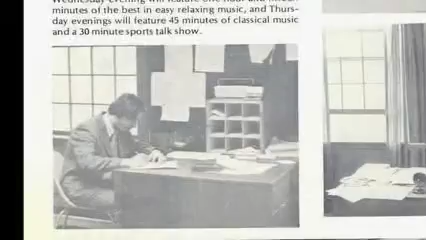 minutes of the best in easy relaxing music, and Thurs-
day evenings will feature 45 minutes of classical music
and a 30 minute sports talk show.